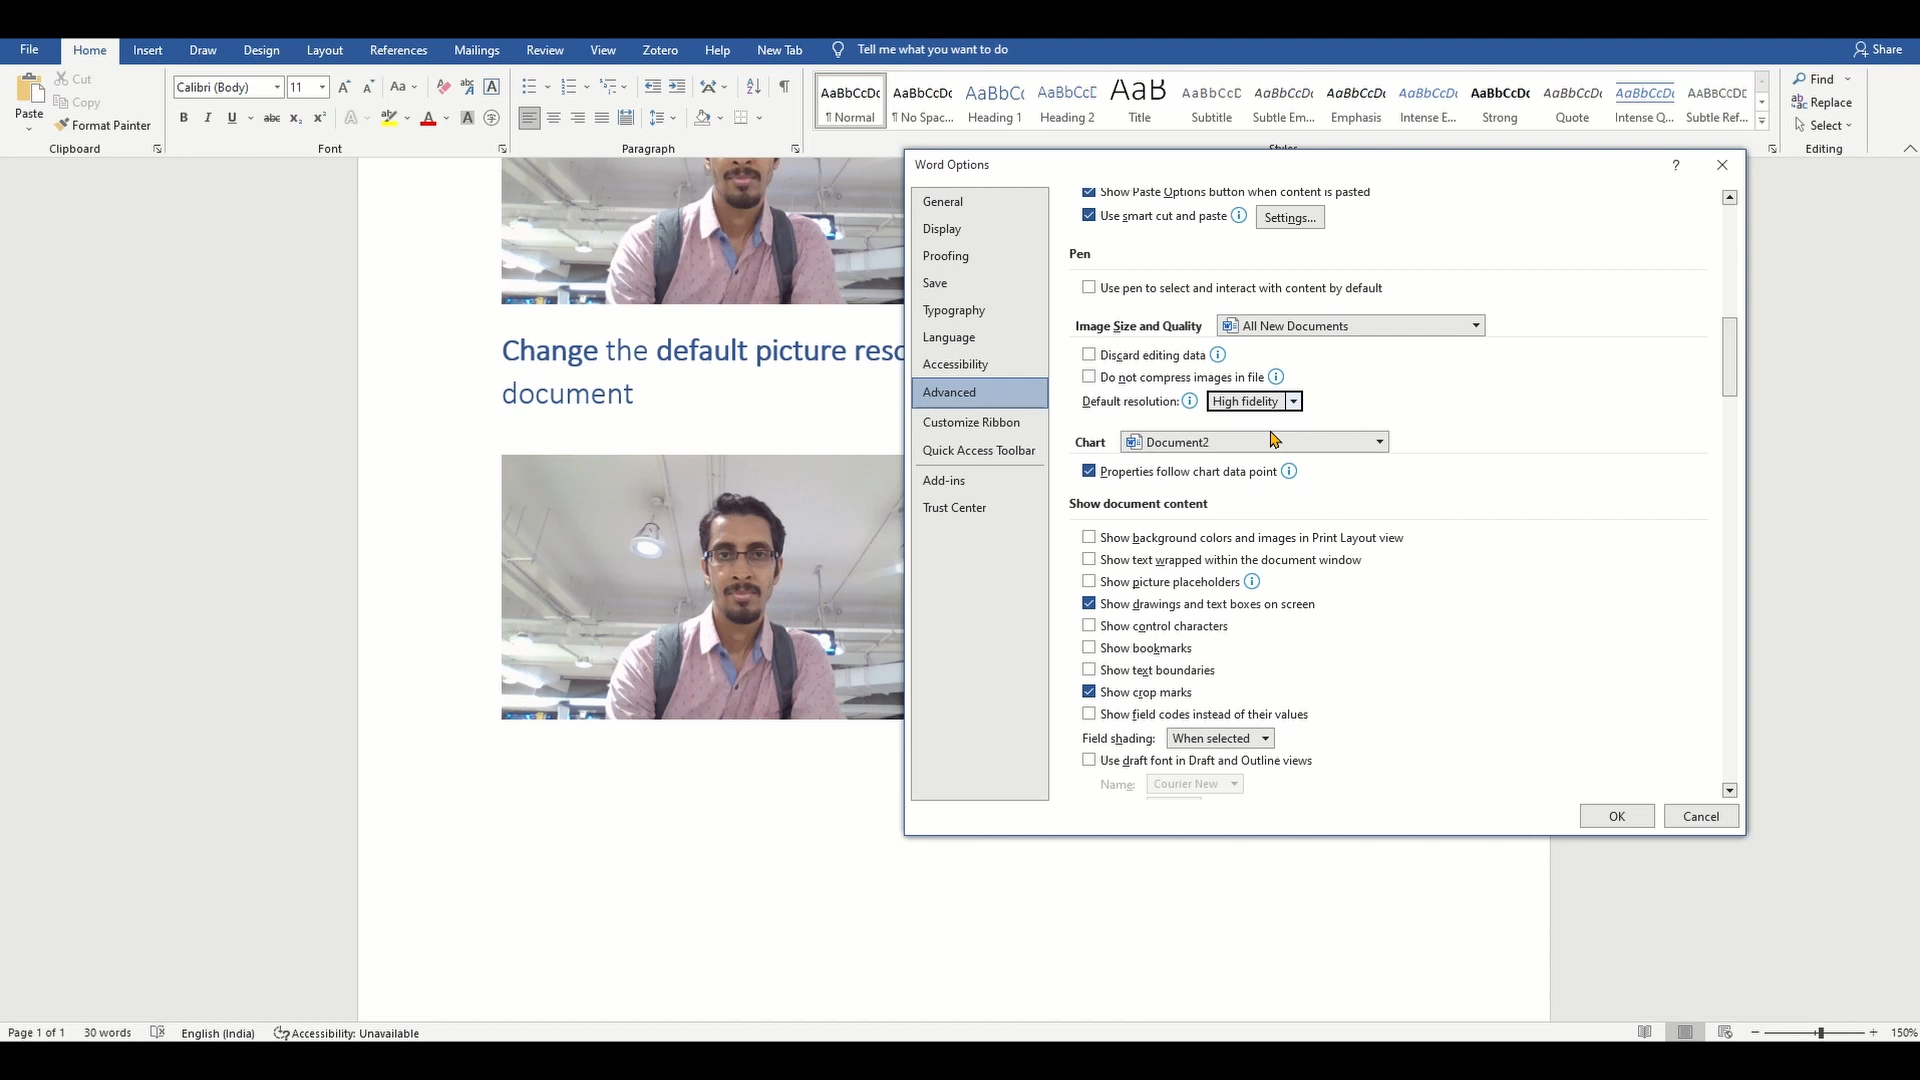 File Home Insert Draw Design Layout References Mailings Review View Zotero Help New Tab Tell me what you want to do Share
Paste
Cut
Copy
Format Painter
Clipboard
Calibri (Body) 11
Font
Paragraph
AaBbCcDc AaBbCcDc AaBbCc AaBbCcD AaB AaBbCcD AaBbCcDc AaBbCcDc AaBbCcDc AaBbCcDc AaBbCcDc AaBbCcDc AABBCCDD
¶ Normal ¶ No Spac... Heading 1 Heading 2 Title Subtitle Subtle Em... Emphasis Intense E... Strong Quote Intense Q... Subtle Ref...
Find
Replace
Select
Editing
Change the default picture reso
document
Word Options
General
Display
Proofing
Save
Typography
Language
Accessibility
Advanced
Customize Ribbon
Quick Access Toolbar
Add-ins
Trust Center
Show Paste Options button when content is pasted
Use smart cut and paste Settings...
Pen
Use pen to select and interact with content by default
Image Size and Quality All New Documents
Discard editing data
Do not compress images in file
Default resolution: High fidelity
Chart Document2
Properties follow chart data point
Show document content
Show background colors and images in Print Layout view
Show text wrapped within the document window
Show picture placeholders
Show drawings and text boxes on screen
Show control characters
Show bookmarks
Show text boundaries
Show crop marks
Show field codes instead of their values
Field shading: When selected
Use draft font in Draft and Outline views
Name: Courier New
OK Cancel
Page 1 of 1 30 words English (India) Accessibility: Unavailable 150%